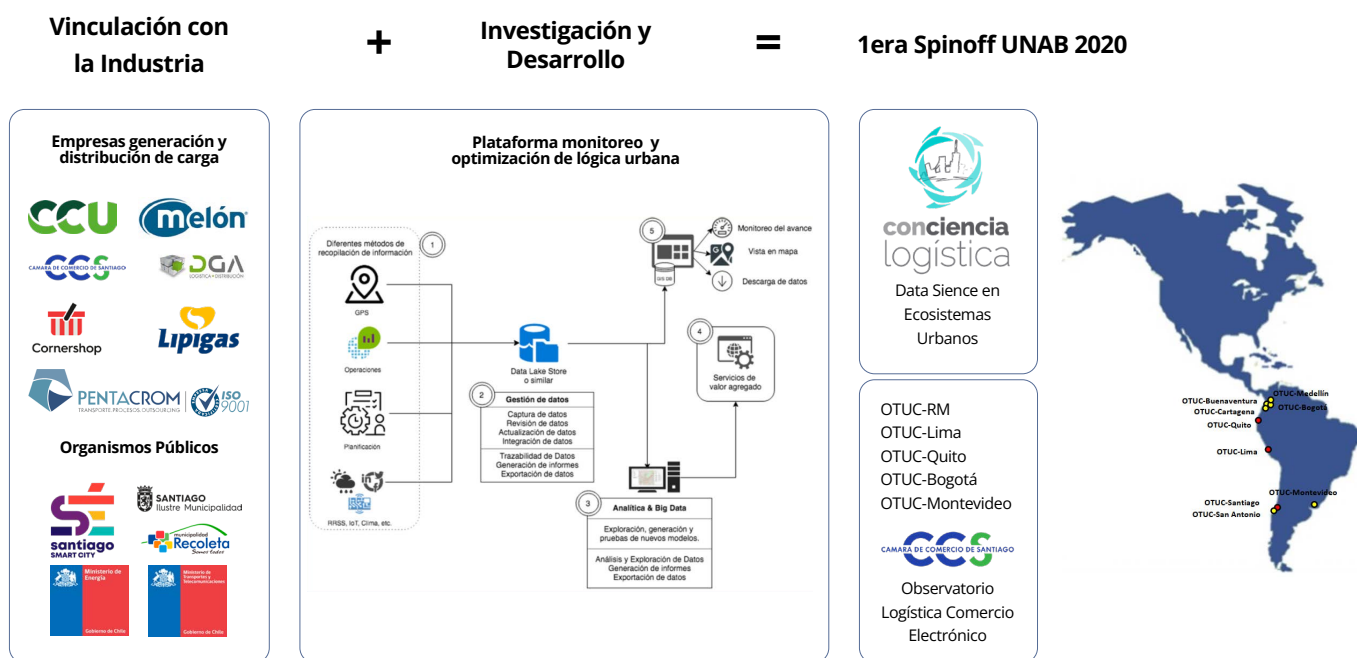 Vinculación con
la Industria
+
Investigación y
Desarrollo
=
1era Spinoff UNAB 2020
Empresas generación y
distribución de carga
CCU
melón
CAMARA DE COMERCIO DE SANTIAGO
CCS
DGA
LOGÍSTICA + DISTRIBUCIÓN
Cornershop
Lipigas
PENTACROM
TRANSPORTE, PROCESOS, OUTSOURCING
ISO
9001
Organismos Públicos
santiago
SMART CITY
SANTIAGO
Ilustre Municipalidad
municipalidad
Recoleta
Somos todos
Ministerio de
Energía
Gobierno de Chile
Ministerio de
Transportes y
Telecomunicaciones
Gobierno de Chile
Plataforma monitoreo y
optimización de lógica urbana
Diferentes métodos de
recopilación de información
1
GPS
Operaciones
Planificación
in
RRSS, IoT, Clima, etc.
Data Lake Store
o similar
2
Gestión de datos
Captura de datos
Revisión de datos
Actualización de datos
Integración de datos
Trazabilidad de Datos
Generación de informes
Exportación de datos
3
Analítica & Big Data
Exploración, generación y
pruebas de nuevos modelos.
Análisis y Exploración de Datos
Generación de informes
Exportación de datos
4
Servicios de
valor agregado
5
GIS DB
Monitoreo del avance
Vista en mapa
Descarga de datos
conciencia
logística
Data Sience en
Ecosistemas
Urbanos
OTUC-RM
OTUC-Lima
OTUC-Quito
OTUC-Bogotá
OTUC-Montevideo
CAMARA DE COMERCIO DE SANTIAGO
CCS
Observatorio
Logística Comercio
Electrónico
OTUC-Medellín
OTUC-Buenaventura
OTUC-Bogotá
OTUC-Cartagena
OTUC-Quito
OTUC-Lima
OTUC-Montevideo
OTUC-Santiago
OTUC-San Antonio